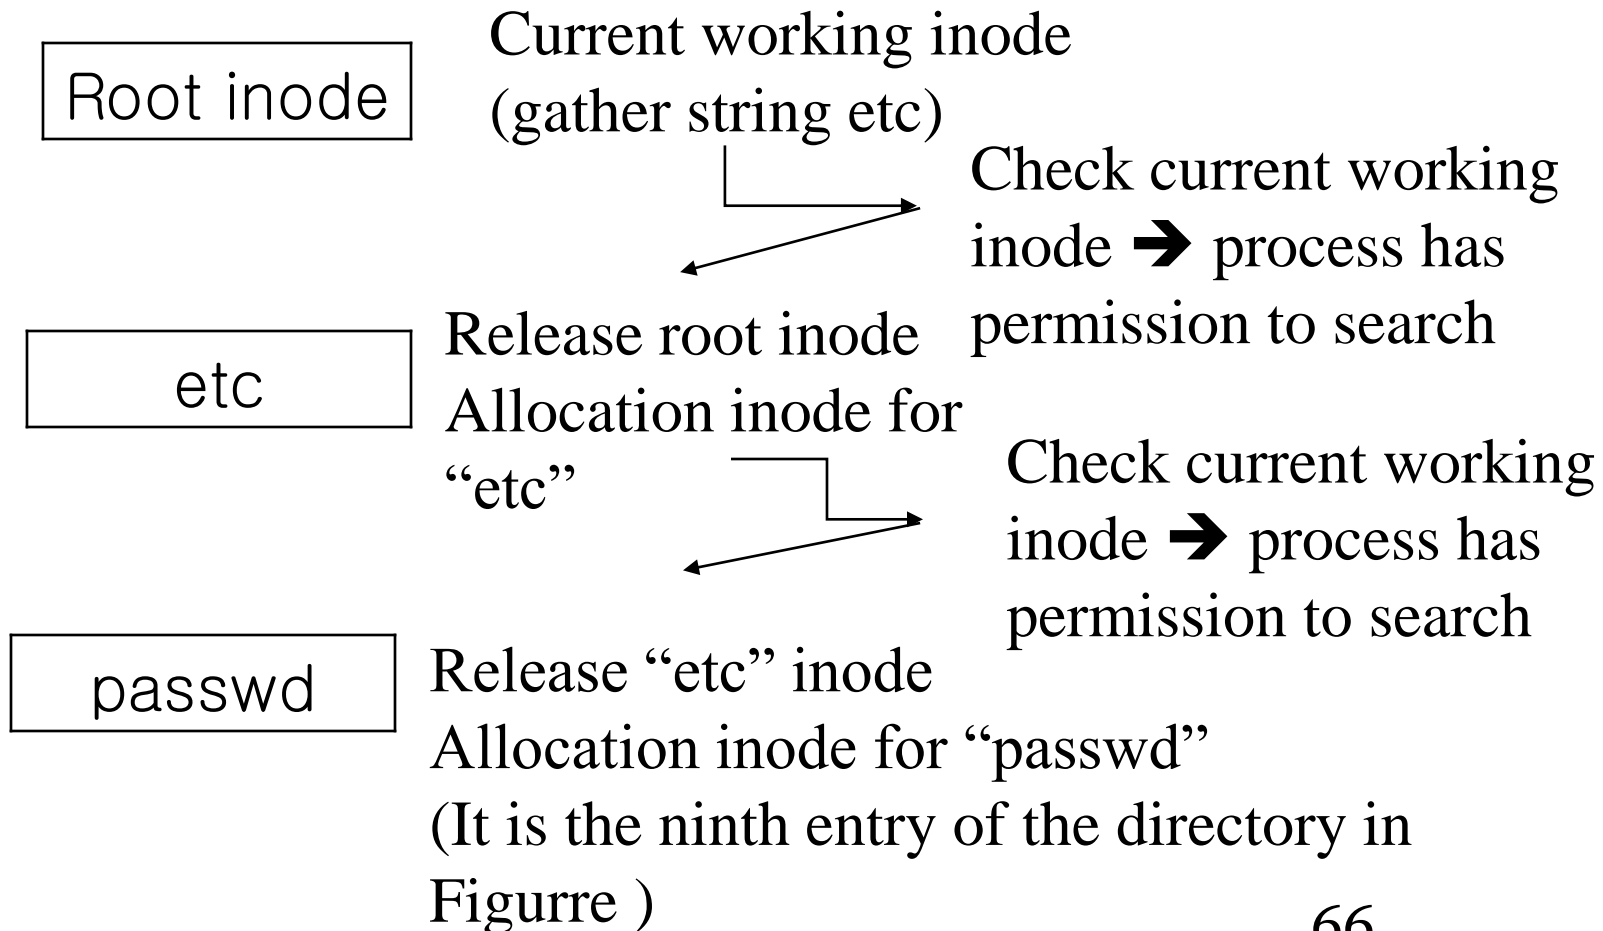 Root inode
Current working inode
(gather string etc)
Check current working
inode ➔ process has
permission to search
etc
Release root inode
Allocation inode for
“etc”
Check current working
inode ➔ process has
permission to search
passwd
Release “etc” inode
Allocation inode for “passwd”
(It is the ninth entry of the directory in
Figurre )
66